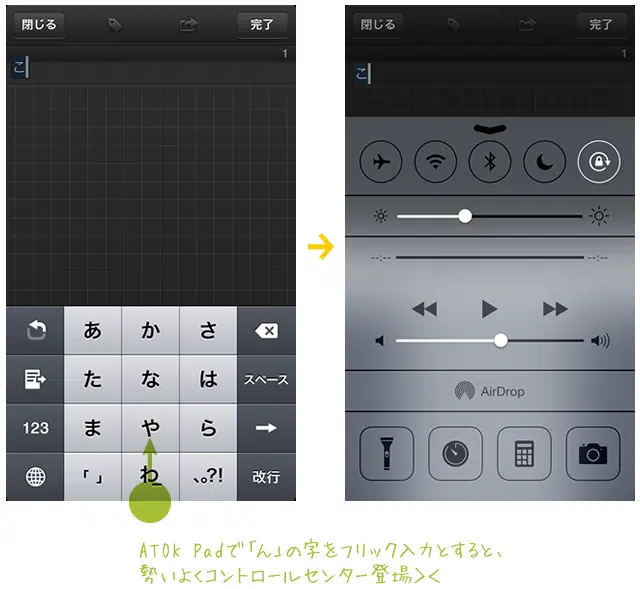 閉じる 完了
1
こ
あ か さ
た な は スペース
123 ま や ら
「 」 わ_ 、。?! 改行
閉じる 完了
1
こ
--:-- --:--
AirDrop
ATOK Padで「ん」の字をフリック入力とすると、
勢いよくコントロールセンター登場><